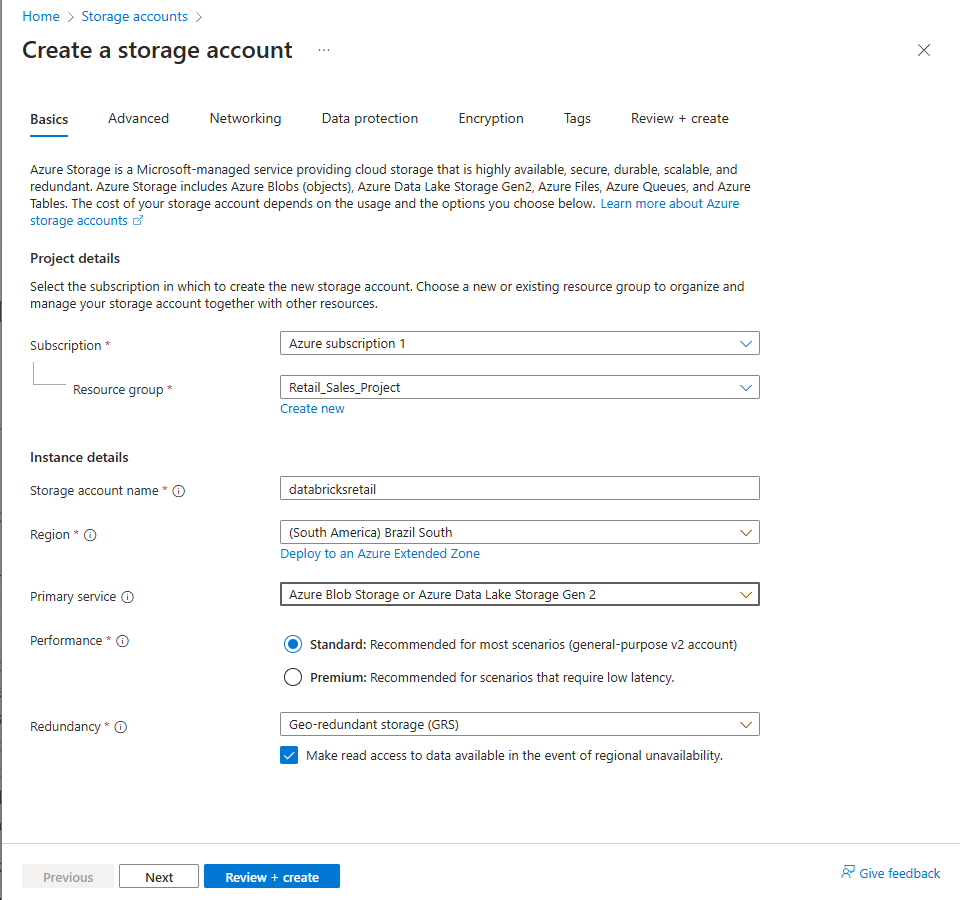 Home > Storage accounts >
Create a storage account ...
Basics Advanced Networking Data protection Encryption Tags Review + create
Azure Storage is a Microsoft-managed service providing cloud storage that is highly available, secure, durable, scalable, and
redundant. Azure Storage includes Azure Blobs (objects), Azure Data Lake Storage Gen2, Azure Files, Azure Queues, and Azure
Tables. The cost of your storage account depends on the usage and the options you choose below. Learn more about Azure
storage accounts
Project details
Select the subscription in which to create the new storage account. Choose a new or existing resource group to organize and
manage your storage account together with other resources.
Subscription * Azure subscription 1
Resource group * Retail_Sales_Project
Create new
Instance details
Storage account name * databricksretail
Region * (South America) Brazil South
Deploy to an Azure Extended Zone
Primary service Azure Blob Storage or Azure Data Lake Storage Gen 2
Performance * Standard: Recommended for most scenarios (general-purpose v2 account)
Premium: Recommended for scenarios that require low latency.
Redundancy * Geo-redundant storage (GRS)
Make read access to data available in the event of regional unavailability.
Previous Next Review + create Give feedback